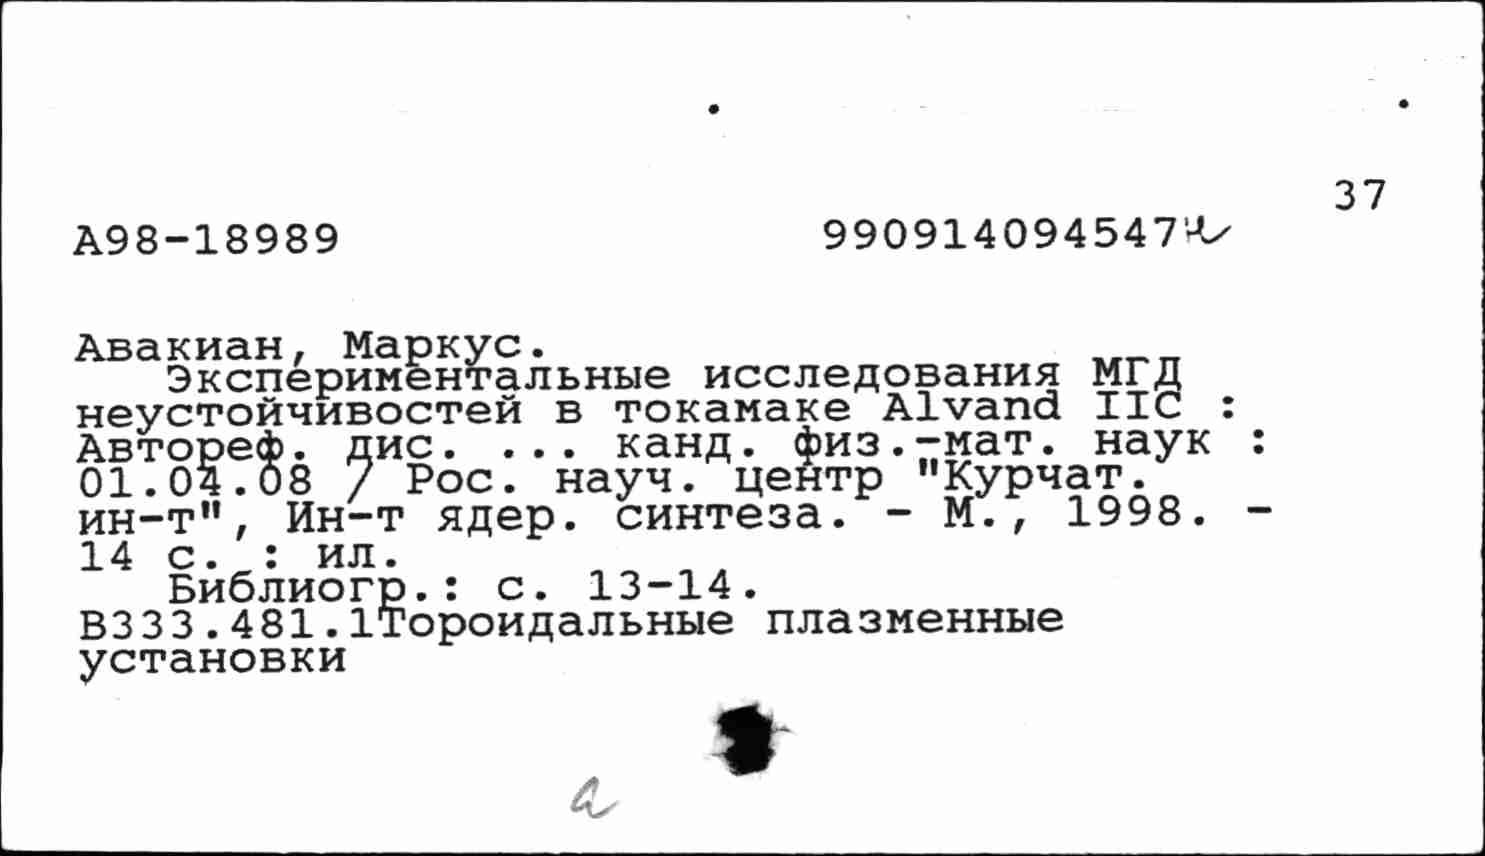 37
А98-18989 990914094547
Авакиан, Маркус.
Экспериментальные исследования МГД
неустойчивостей в токамаке Alvand IIC :
Автореф. дис. ... канд. физ.-мат. наук :
01.04.08 / Рос. науч. центр "Курчат.
ин-т", Ин-т ядер. синтеза. - М., 1998. -
14 с. : ил.
Библиогр.: с. 13-14.
В333.481.1Тороидальные плазменные
установки
a